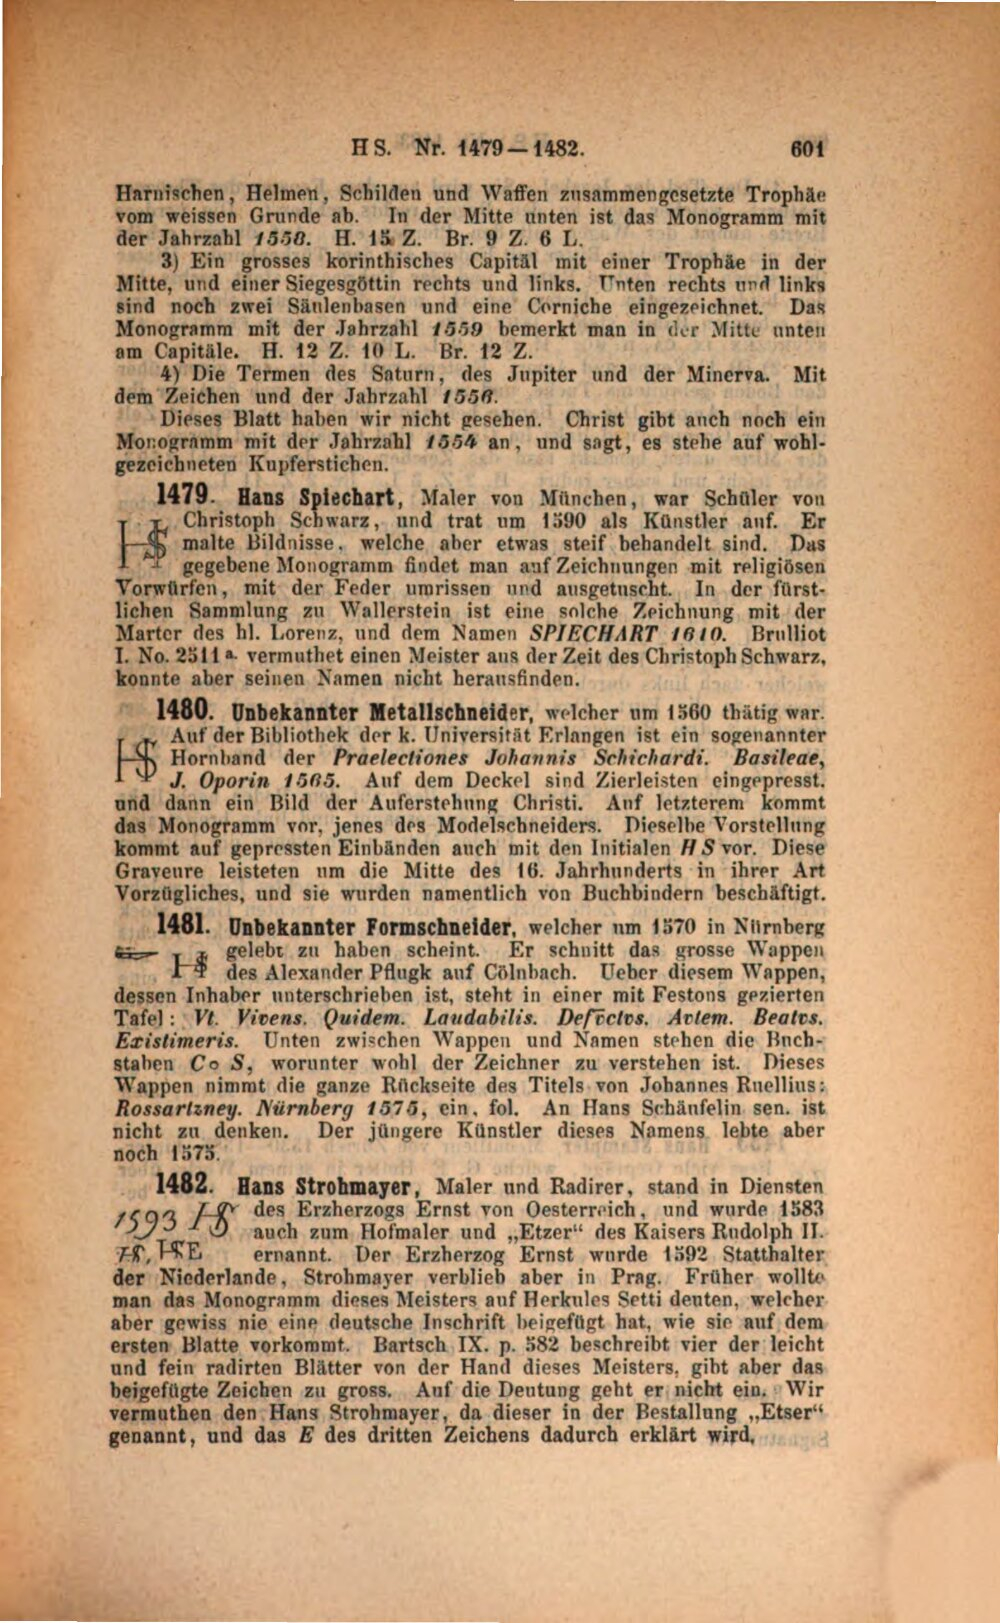 HS. Nr. 1479—1482. 601
Harnischen, Helmen, Schilden und Waffen zusammengesetzte Trophäe
vom weissen Grunde ab. In der Mitte unten ist das Monogramm mit
der Jahrzahl 1558. H. 15 Z. Br. 9 Z. 6 L.
3) Ein grosses korinthisches Capitäl mit einer Trophäe in der
Mitte, und einer Siegesgöttin rechts und links. Unten rechts und links
sind noch zwei Säulenbasen und eine Corniche eingezeichnet. Das
Monogramm mit der Jahrzahl 1559 bemerkt man in der Mitte unten
am Capitäle. H. 12 Z. 10 L. Br. 12 Z.
4) Die Termen des Saturn, des Jupiter und der Minerva. Mit
dem Zeichen und der Jahrzahl 1556.
Dieses Blatt haben wir nicht gesehen. Christ gibt auch noch ein
Monogramm mit der Jahrzahl 1554 an, und sagt, es stehe auf wohl-
gezeichneten Kupferstichen.
1479. Hans Spiechart, Maler von München, war Schüler von
Christoph Schwarz, und trat um 1590 als Künstler auf. Er
HS malte Bildnisse, welche aber etwas steif behandelt sind. Das
gegebene Monogramm findet man auf Zeichnungen mit religiösen
Vorwürfen, mit der Feder umrissen und ausgetuscht. In der fürst-
lichen Sammlung zu Wallerstein ist eine solche Zeichnung mit der
Marter des hl. Lorenz, und dem Namen SPIECHART 1610. Brulliot
I. No. 2511 a. vermuthet einen Meister aus der Zeit des Christoph Schwarz,
konnte aber seinen Namen nicht herausfinden.
1480. Unbekannter Metallschneider, welcher um 1560 thätig war.
Auf der Bibliothek der k. Universität Erlangen ist ein sogenannter
HS Hornband der Praelectiones Johannis Schichardi. Basileae,
J. Oporin 1565. Auf dem Deckel sind Zierleisten eingepresst,
und dann ein Bild der Auferstehung Christi. Auf letzterem kommt
das Monogramm vor, jenes des Modelschneiders. Dieselbe Vorstellung
kommt auf gepressten Einbänden auch mit den Initialen H S vor. Diese
Graveure leisteten um die Mitte des 16. Jahrhunderts in ihrer Art
Vorzügliches, und sie wurden namentlich von Buchbindern beschäftigt.
1481. Unbekannter Formschneider, welcher um 1570 in Nürnberg
gelebt zu haben scheint. Er schnitt das grosse Wappen
HS des Alexander Pflugk auf Cölnbach. Ueber diesem Wappen,
dessen Inhaber unterschrieben ist, steht in einer mit Festons gezierten
Tafel: Vt. Vivens. Quidem. Laudabilis. Defvctvs. Avtem. Beatvs.
Existimeris. Unten zwischen Wappen und Namen stehen die Buch-
staben Co S, worunter wohl der Zeichner zu verstehen ist. Dieses
Wappen nimmt die ganze Rückseite des Titels von Johannes Ruellius:
Rossartzney. Nürnberg 1575, ein, fol. An Hans Schäufelin sen. ist
nicht zu denken. Der jüngere Künstler dieses Namens lebte aber
noch 1575.
1482. Hans Strohmayer, Maler und Radirer, stand in Diensten
1593 HS des Erzherzogs Ernst von Oesterreich, und wurde 1583
auch zum Hofmaler und „Etzer“ des Kaisers Rudolph II.
HS, HSE ernannt. Der Erzherzog Ernst wurde 1592 Statthalter
der Niederlande, Strohmayer verblieb aber in Prag. Früher wollte
man das Monogramm dieses Meisters auf Herkules Setti deuten, welcher
aber gewiss nie eine deutsche Inschrift beigefügt hat, wie sie auf dem
ersten Blatte vorkommt. Bartsch IX. p. 582 beschreibt vier der leicht
und fein radirten Blätter von der Hand dieses Meisters, gibt aber das
beigefügte Zeichen zu gross. Auf die Deutung geht er nicht ein. Wir
vermuthen den Hans Strohmayer, da dieser in der Bestallung „Etser“
genannt, und das E des dritten Zeichens dadurch erklärt wird,